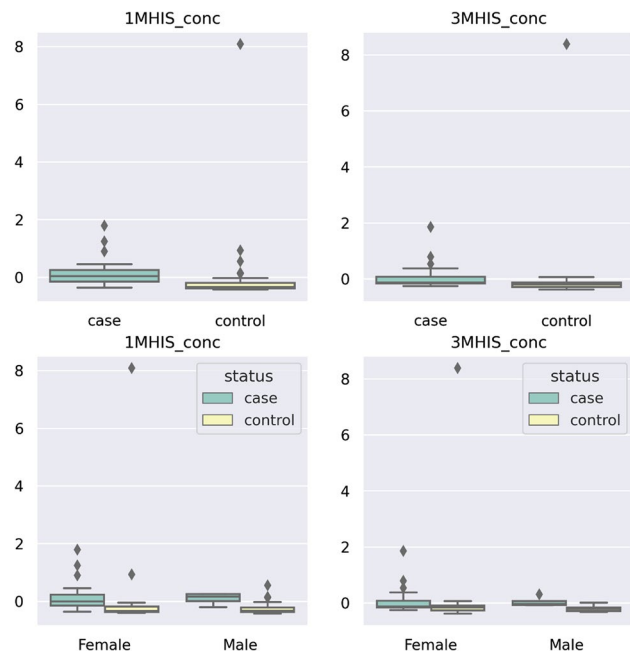 1MHIS_conc
8
6
4
2
0
case control
3MHIS_conc
8
6
4
2
0
case control
1MHIS_conc
8
6
4
2
0
status
case
control
Female Male
3MHIS_conc
8
6
4
2
0
status
case
control
Female Male